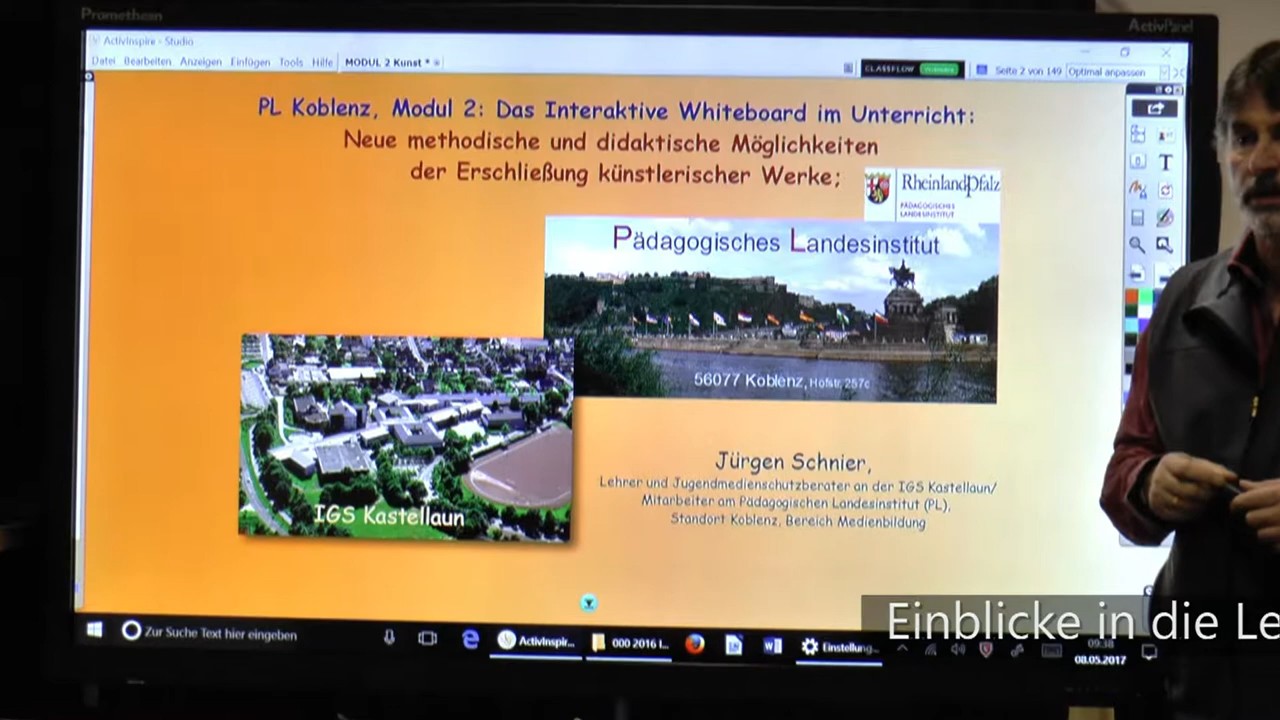 Promethean
ActivPanel
ActivInspire - Studio
Datei Bearbeiten Anzeigen Einfügen Tools Hilfe
MODUL 2 Kunst *
CLASSFLOW
Seite 2 von 149
Optimal anpassen
PL Koblenz, Modul 2: Das Interaktive Whiteboard im Unterricht:
Neue methodische und didaktische Möglichkeiten
der Erschließung künstlerischer Werke;
RheinlandPfalz
PÄDAGOGISCHES
LANDESINSTITUT
Pädagogisches Landesinstitut
56077 Koblenz, Hofstr. 257c
IGS Kastellaun
Jürgen Schnier,
Lehrer und Jugendmedienschutzberater an der IGS Kastellaun/
Mitarbeiter am Pädagogischen Landesinstitut (PL),
Standort Koblenz, Bereich Medienbildung
Einblicke in die Le
Zur Suche Text hier eingeben
ActivInspir...
000 2016 I...
Einstellung...
09:38
08.05.2017